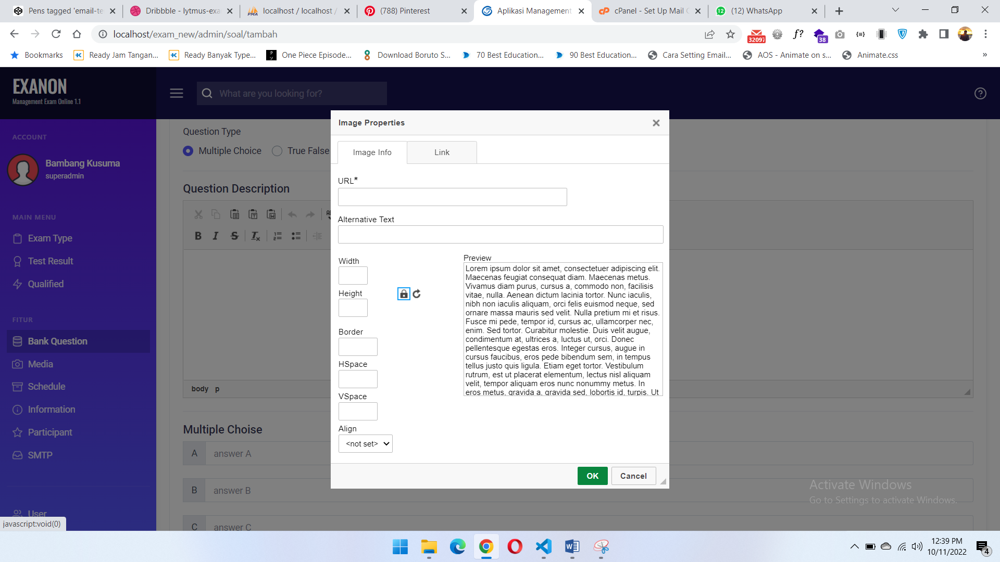 Pens tagged 'email-te
Dribbble - lytmus-exa
localhost / localhost /
(788) Pinterest
Aplikasi Management
cPanel - Set Up Mail C
(12) WhatsApp
localhost/exam_new/admin/soal/tambah
32097
f?
38
Bookmarks
Ready Jam Tangan...
Ready Banyak Type...
One Piece Episode...
Download Boruto S...
70 Best Education...
90 Best Education...
Cara Setting Email...
AOS - Animate on s...
Animate.css
»
EXANON
Management Exam Online 1.1
What are you looking for?
ACCOUNT
Bambang Kusuma
superadmin
MAIN MENU
Exam Type
Test Result
Qualified
FITUR
Bank Question
Media
Schedule
Information
Participant
SMTP
User
javascript:void(0)
Question Type
Multiple Choice
True False
Question Description
body p
Multiple Choise
A answer A
B answer B
C answer C
Image Properties
Image Info
Link
URL*
Alternative Text
Width
Height
Border
HSpace
VSpace
Align
<not set>
Preview
Lorem ipsum dolor sit amet, consectetuer adipiscing elit.
Maecenas feugiat consequat diam. Maecenas metus.
Vivamus diam purus, cursus a, commodo non, facilisis
vitae, nulla. Aenean dictum lacinia tortor. Nunc iaculis,
nibh non iaculis aliquam, orci felis euismod neque, sed
ornare massa mauris sed velit. Nulla pretium mi et risus.
Fusce mi pede, tempor id, cursus ac, ullamcorper nec,
enim. Sed tortor. Curabitur molestie. Duis velit augue,
condimentum at, ultrices a, luctus ut, orci. Donec
pellentesque egestas eros. Integer cursus, augue in
cursus faucibus, eros pede bibendum sem, in tempus
tellus justo quis ligula. Etiam eget tortor. Vestibulum
rutrum, est ut placerat elementum, lectus nisl aliquam
velit, tempor aliquam eros nunc nonummy metus. In
eros metus, gravida a, gravida sed, lobortis id, turpis. Ut
OK
Cancel
Activate Windows
Go to Settings to activate Windows.
12:39 PM
10/11/2022
4